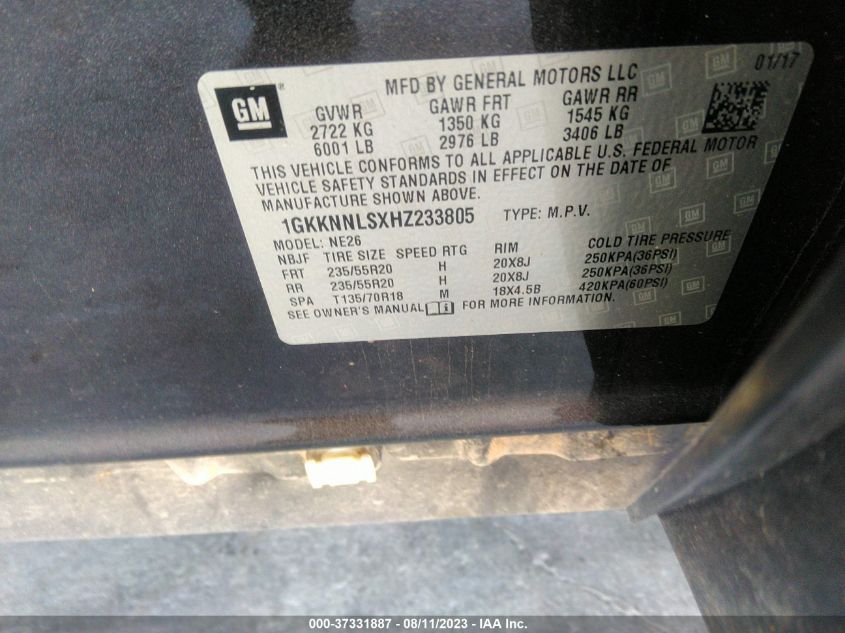 01/17
GM
MFD BY GENERAL MOTORS LLC
GVWR GAWR FRT GAWR RR
2722 KG 1350 KG 1545 KG
6001 LB 2976 LB 3406 LB
THIS VEHICLE CONFORMS TO ALL APPLICABLE U.S. FEDERAL MOTOR
VEHICLE SAFETY STANDARDS IN EFFECT ON THE DATE OF
MANUFACTURE SHOWN ABOVE.
1GKKNNLSXHZ233805 TYPE: M.P.V.
MODEL: NE26
NBJF TIRE SIZE SPEED RTG RIM COLD TIRE PRESSURE
FRT 235/55R20 H 20X8J 250KPA(36PSI)
RR 235/55R20 H 20X8J 250KPA(36PSI)
SPA T135/70R18 M 18X4.5B 420KPA(60PSI)
SEE OWNER'S MANUAL FOR MORE INFORMATION.
000-37331887 - 08/11/2023 - IAA Inc.